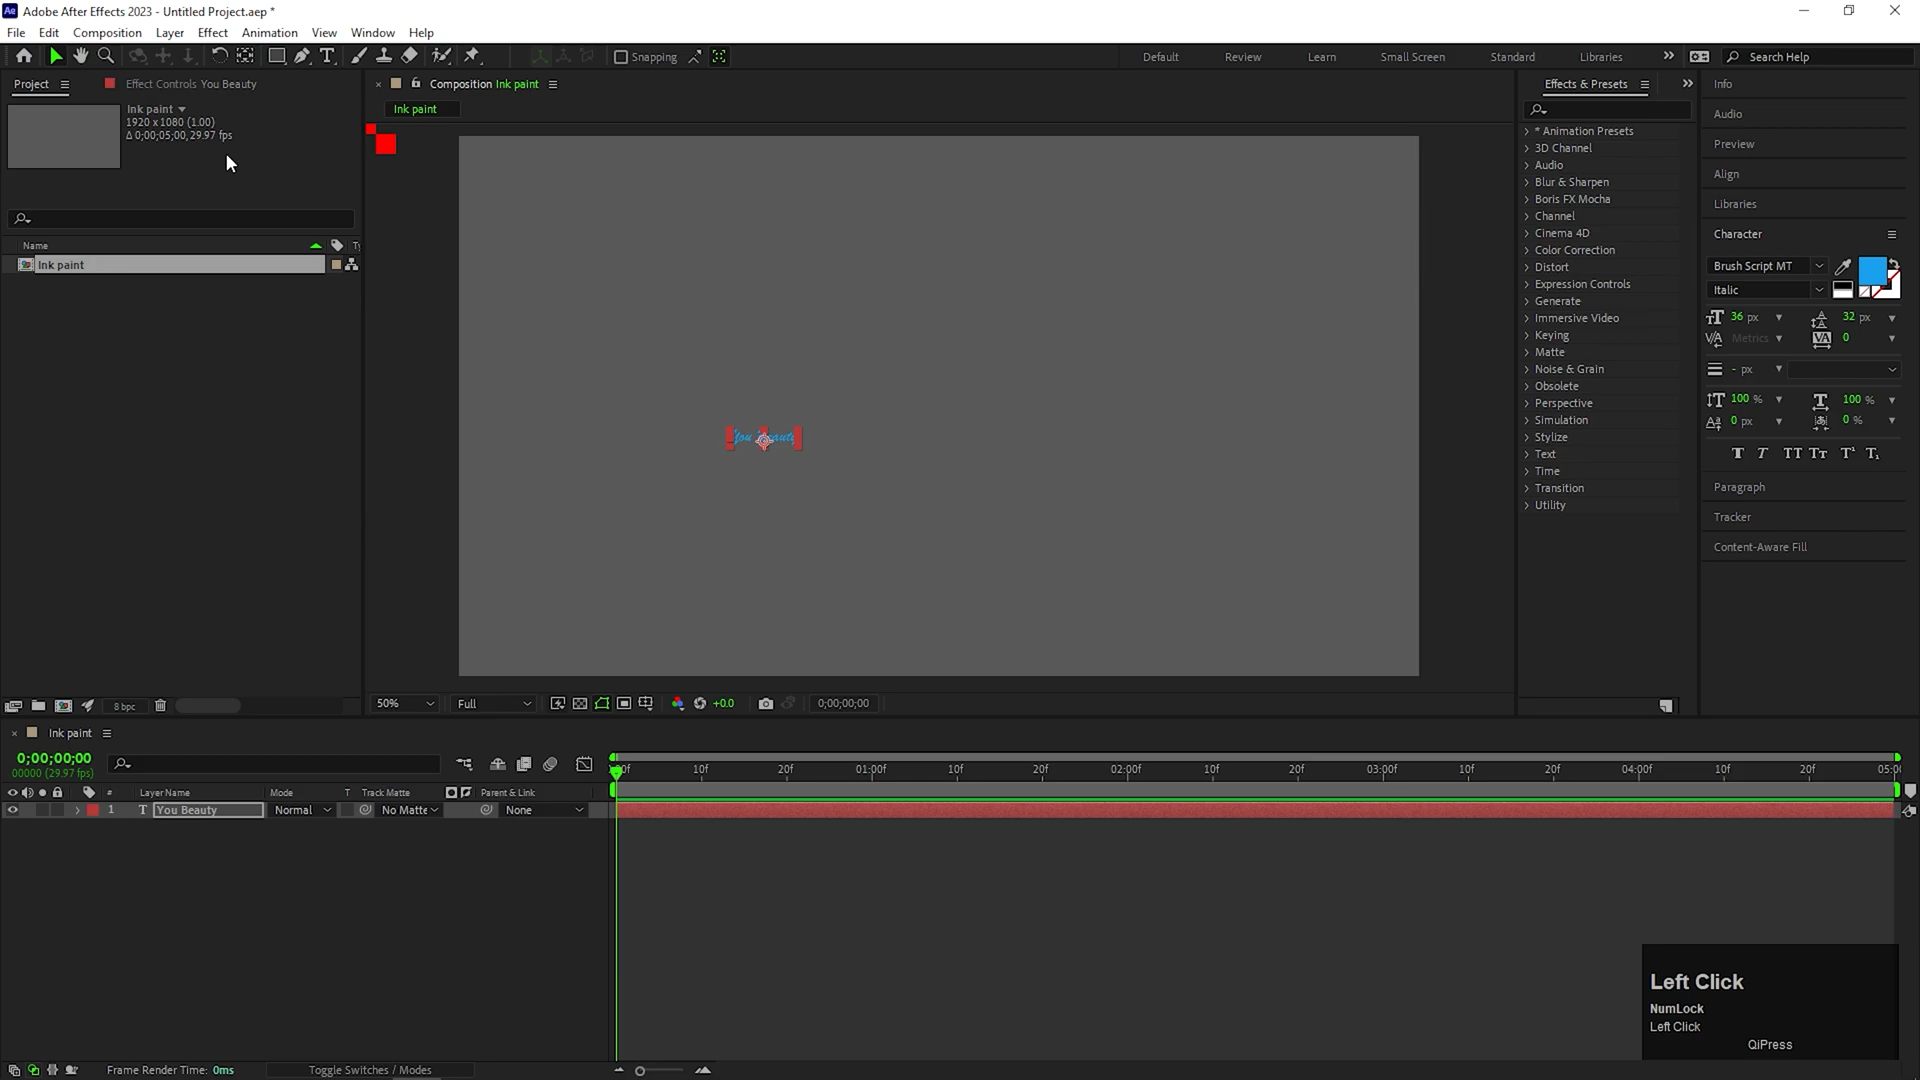 Adobe After Effects 2023 - Untitled Project.aep *
File Edit Composition Layer Effect Animation View Window Help
Snapping Default Review Learn Small Screen Standard Libraries Search Help
Project Effect Controls You Beauty Composition Ink paint Effects & Presets Info
Ink paint
1920 x 1080 (1.00)
Δ 0;00;05;00, 29.97 fps
Ink paint
Name
Ink paint
You Beauty
* Animation Presets
3D Channel
Audio
Blur & Sharpen
Boris FX Mocha
Channel
Cinema 4D
Color Correction
Distort
Expression Controls
Generate
Immersive Video
Keying
Matte
Noise & Grain
Obsolete
Perspective
Simulation
Stylize
Text
Time
Transition
Utility
Audio
Preview
Align
Libraries
Character
Brush Script MT
Italic
36 px 32 px
Metrics 0
- px
100 % 100 %
0 px 0 %
Paragraph
Tracker
Content-Aware Fill
8 bpc 50% Full +0.0 0;00;00;00
Ink paint
0;00;00;00
00000 (29.97 fps)
10f 20f 01:00f 10f 20f 02:00f 10f 20f 03:00f 10f 20f 04:00f 10f 20f
# Layer Name Mode T Track Matte Parent & Link
1 T You Beauty Normal No Matte None
Left Click
NumLock
Left Click
QiPress
Frame Render Time: 0ms Toggle Switches / Modes